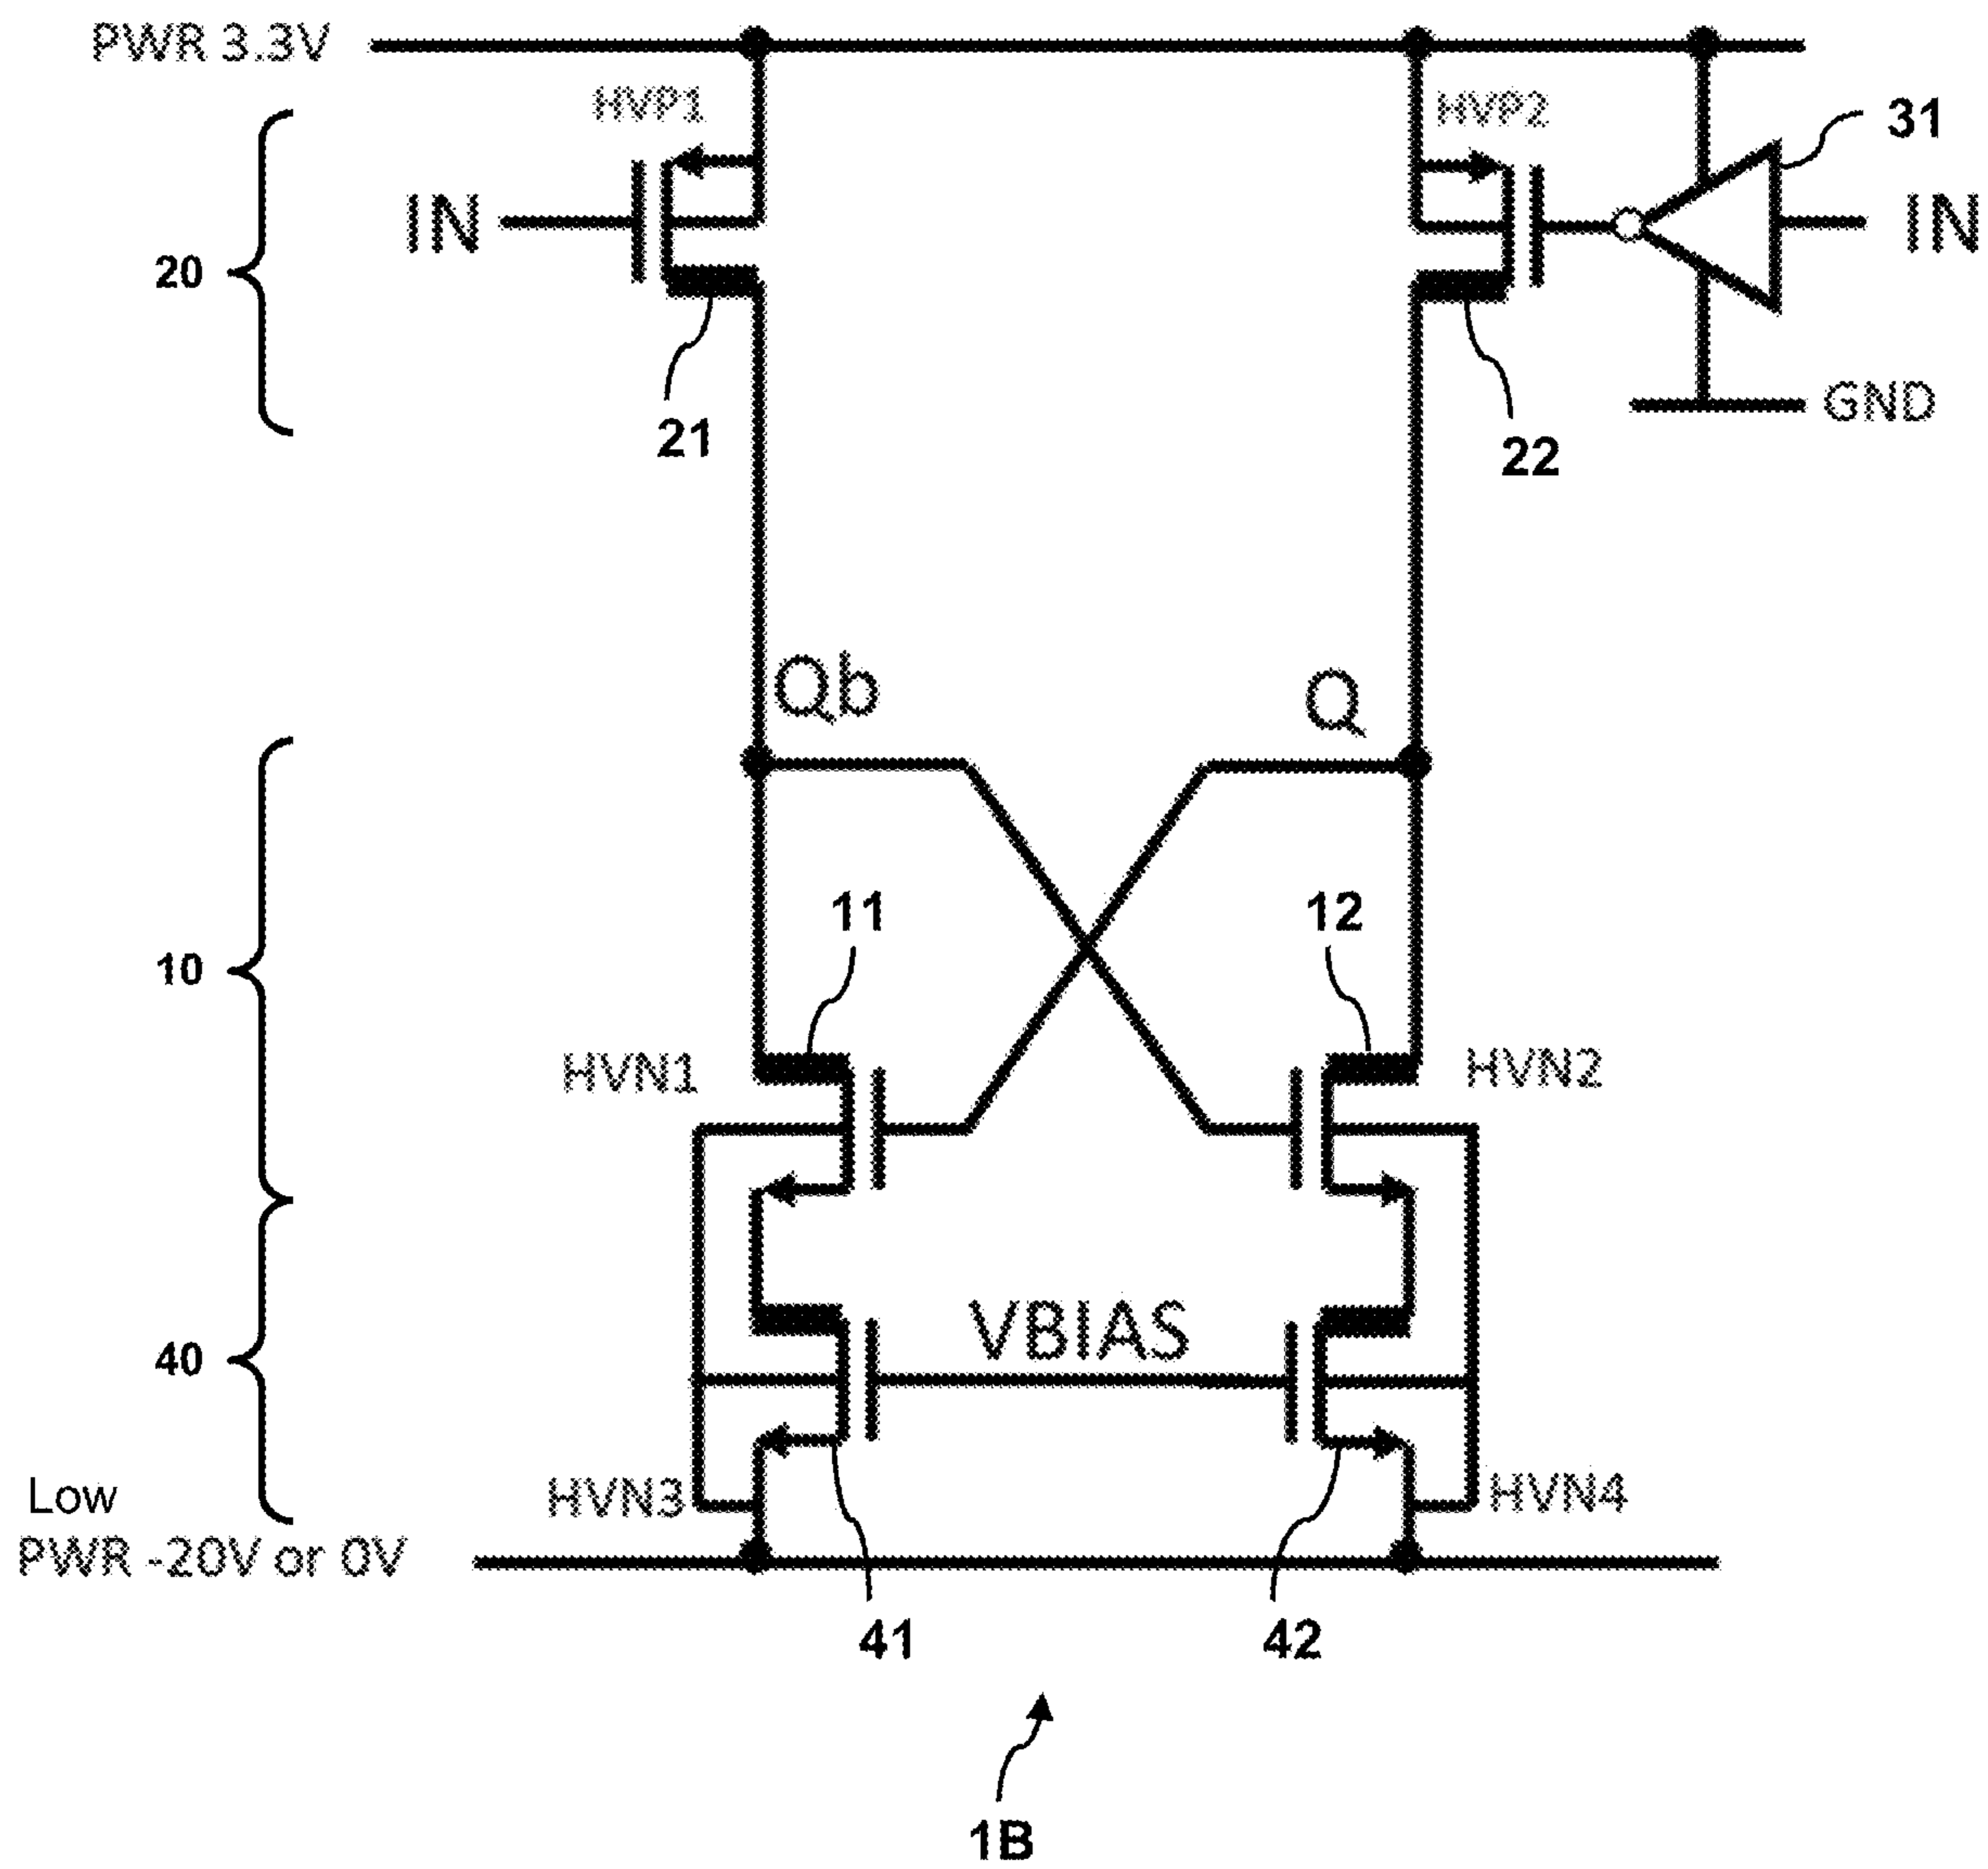 PWR 3.3V
HVP1
HVP2
31
IN
IN
20
21
22
GND
Qb
Q
11
12
10
HVN1
HVN2
VBIAS
40
Low
HVN3
HVN4
PWR -20V or 0V
41
42
1B